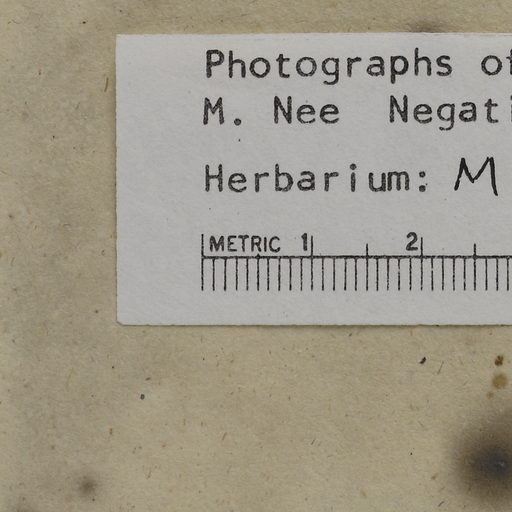 Photographs of
M. Nee Negati
Herbarium: M
METRIC 1 2